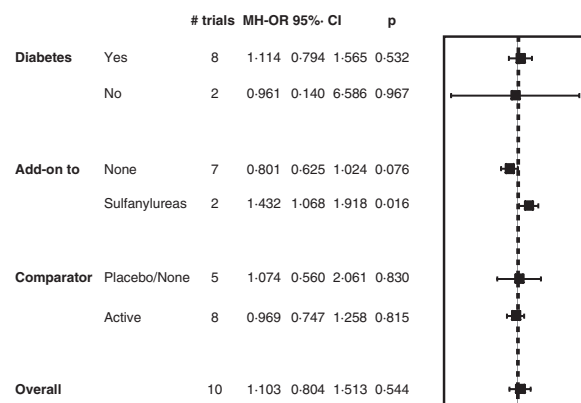 # trials MH-OR 95%· CI p
Diabetes Yes 8 1·114 0·794 1·565 0·532
No 2 0·961 0·140 6·586 0·967
Add-on to None 7 0·801 0·625 1·024 0·076
Sulfanylureas 2 1·432 1·068 1·918 0·016
Comparator Placebo/None 5 1·074 0·560 2·061 0·830
Active 8 0·969 0·747 1·258 0·815
Overall 10 1·103 0·804 1·513 0·544